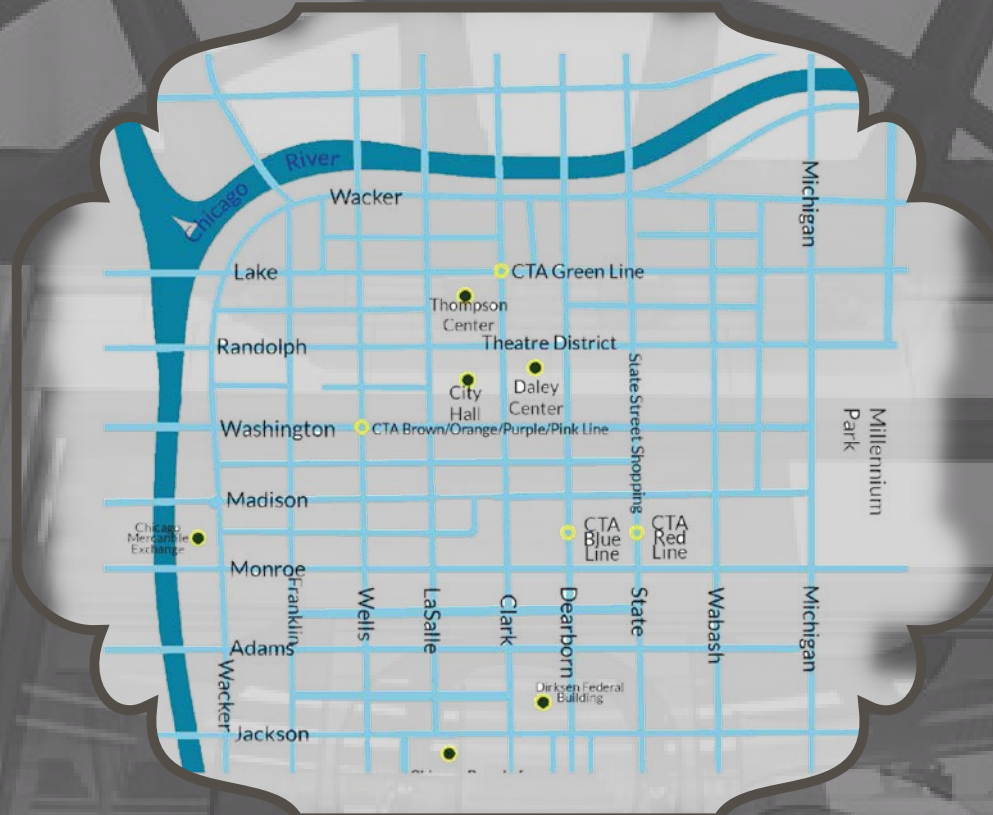 River
Chicago
Wacker
Michigan
Lake
CTA Green Line
Thompson
Center
Randolph
Theatre District
State Street Shopping
City
Hall
Daley
Center
Millennium
Park
Washington
CTA Brown/Orange/Purple/Pink Line
Madison
Chicago
Mercantile
Exchange
CTA
Blue
Line
CTA
Red
Line
Monroe
Franklin
Wells
LaSalle
Clark
Dearborn
State
Wabash
Michigan
Adams
Wacker
Dirksen Federal
Building
Jackson